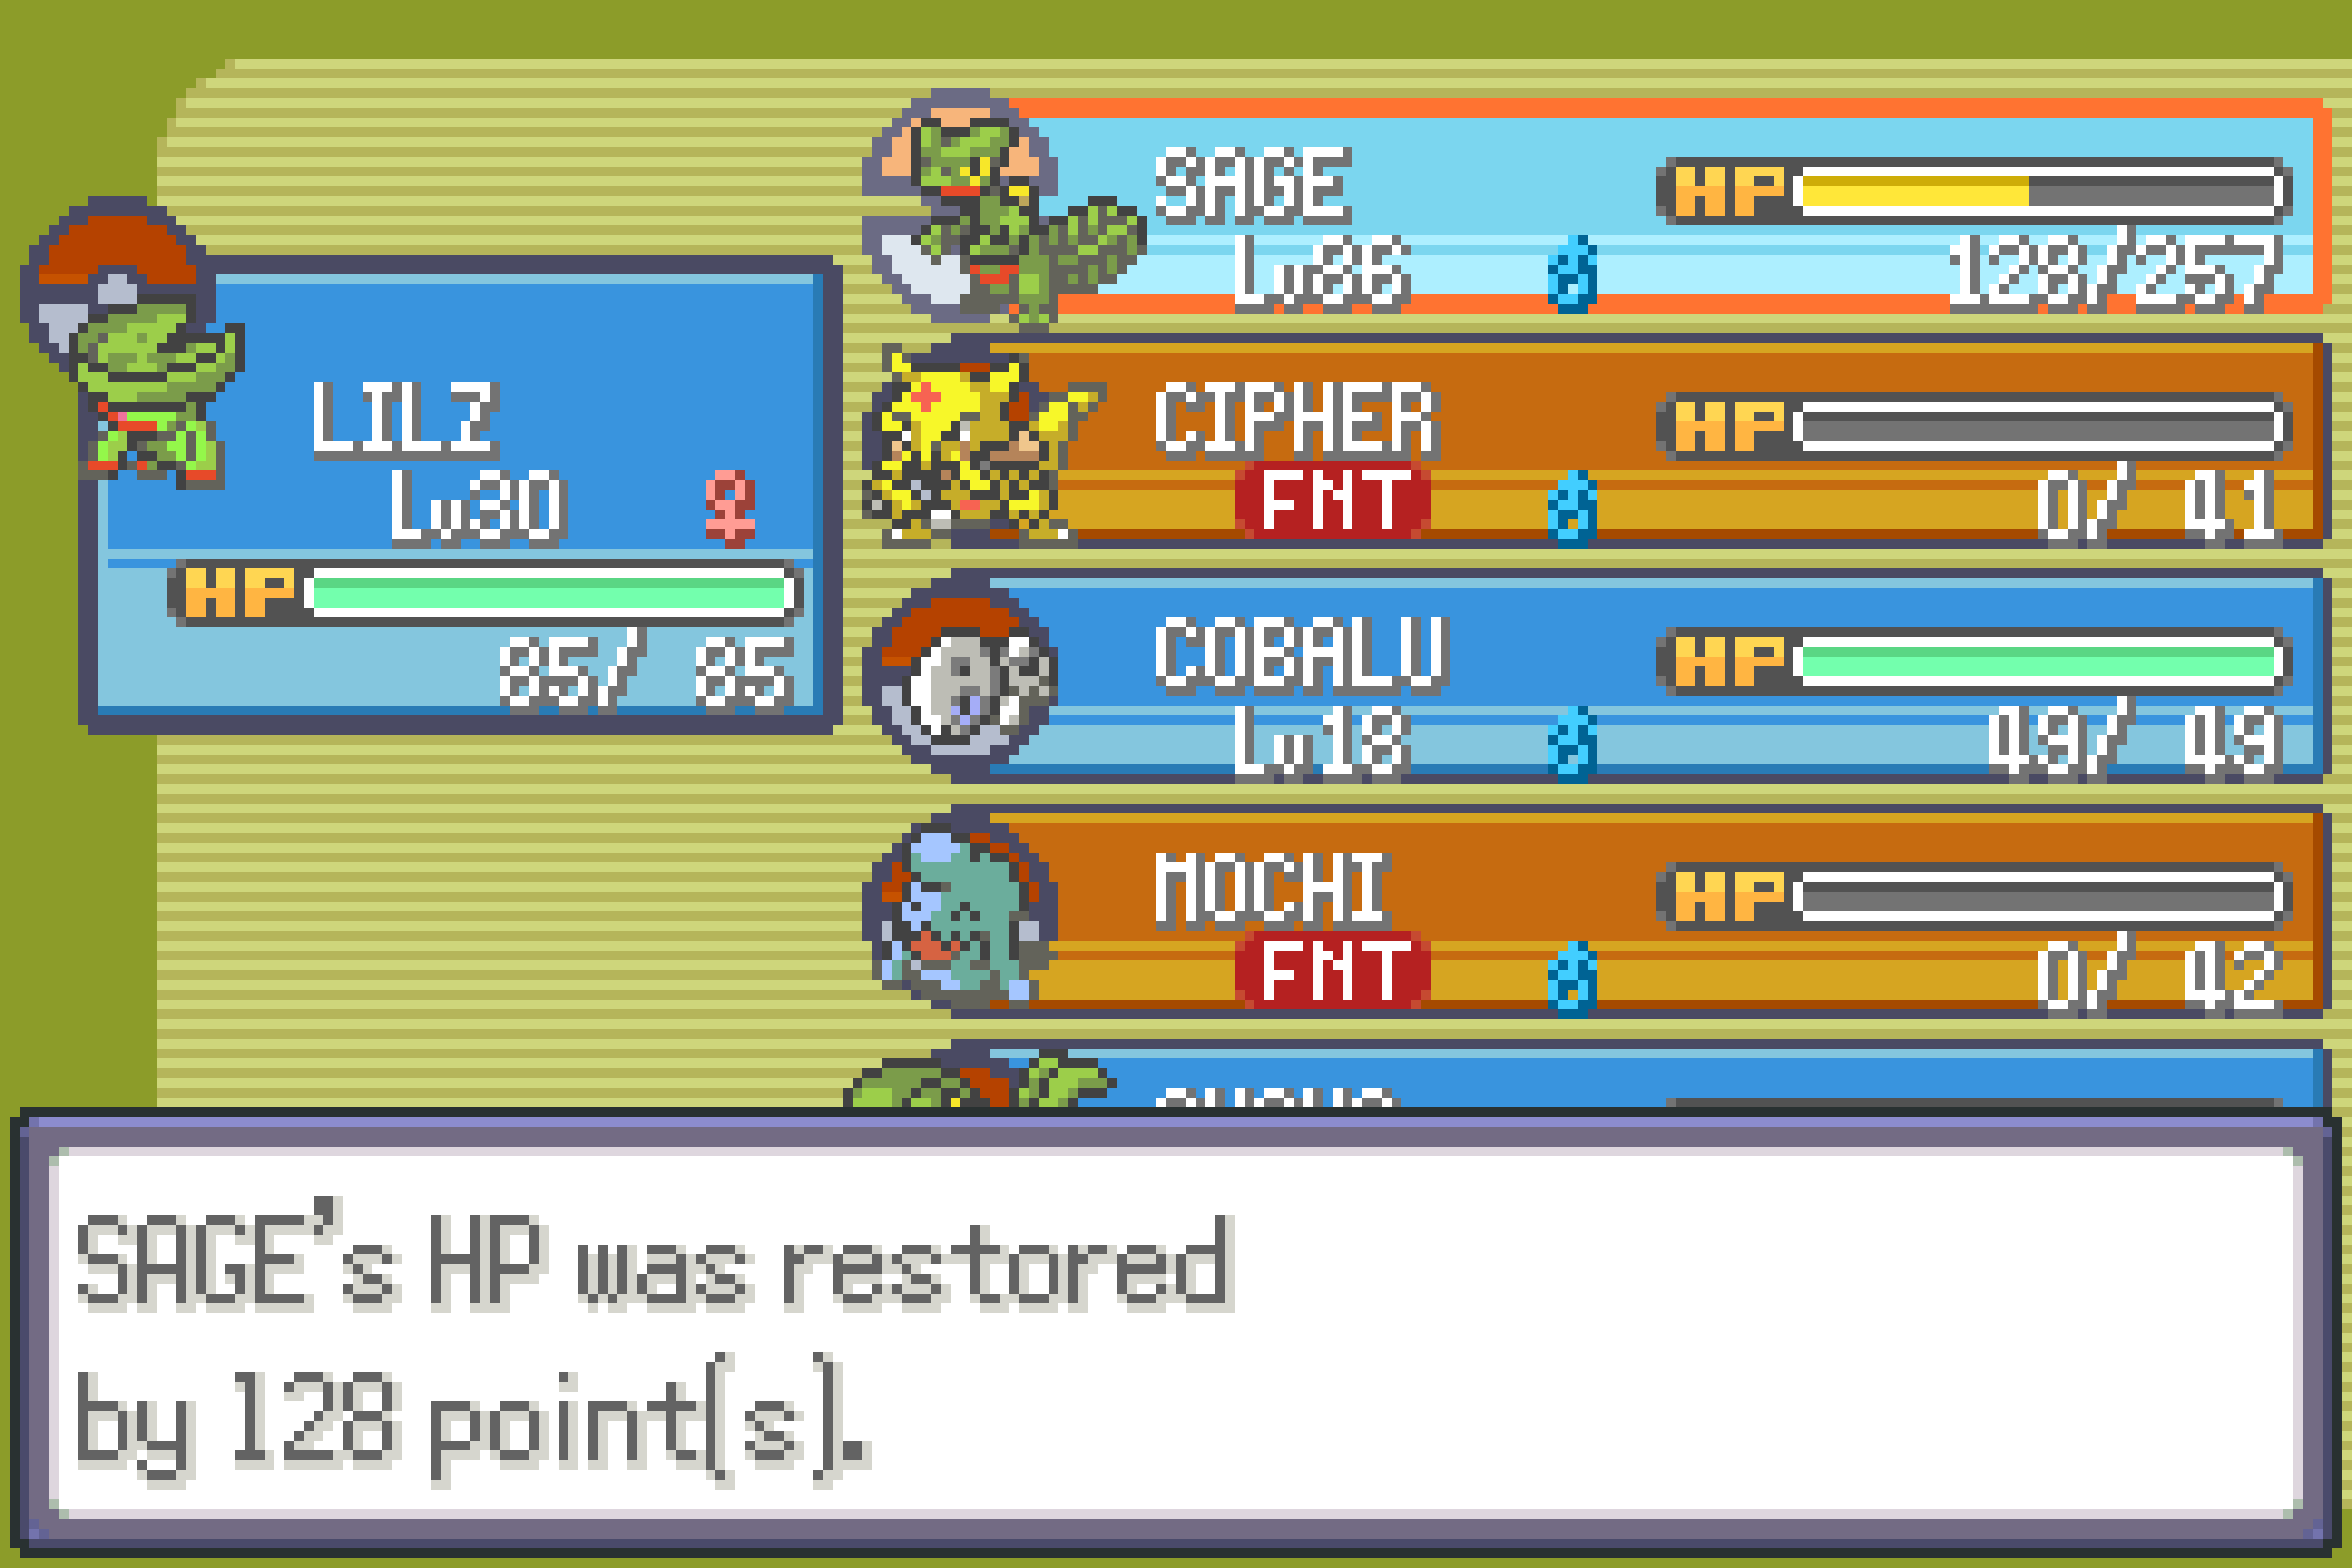 LILZ
Lv30 ♀
HP
85/ 85
SAGE
HP
Lv86 ♂
128/257
CIPHER
HP
FNT ♂
0/ 41
COBALU
HP
Lv18 ♂
49/ 49
MOCHI
HP
FNT ♂
0/ 42
SAGE's HP was restored
by 128 point(s).